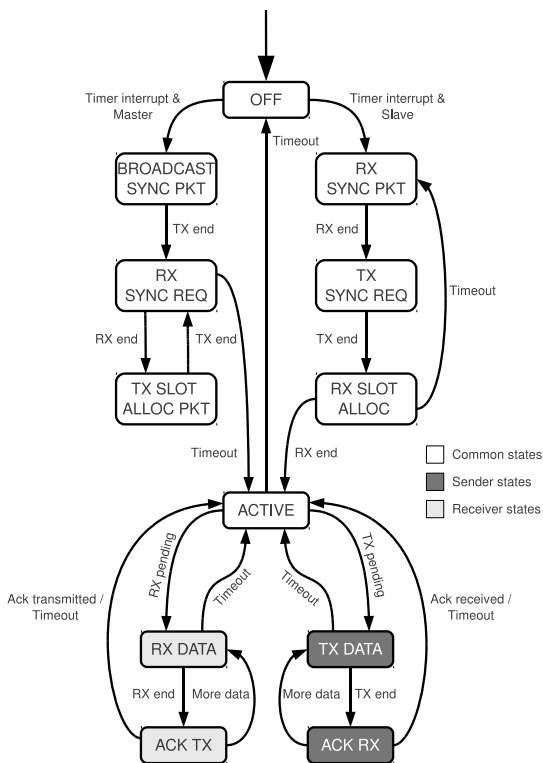 OFF
Timer interrupt &
Master
Timer interrupt &
Slave
Timeout
BROADCAST
SYNC PKT
RX
SYNC PKT
TX end
RX end
RX
SYNC REQ
TX
SYNC REQ
Timeout
RX end
TX end
TX end
TX SLOT
ALLOC PKT
RX SLOT
ALLOC
Timeout
RX end
Common states
Sender states
Receiver states
ACTIVE
RX pending
TX pending
Timeout
Timeout
Ack transmitted /
Timeout
Ack received /
Timeout
RX DATA
TX DATA
RX end
More data
More data
TX end
ACK TX
ACK RX